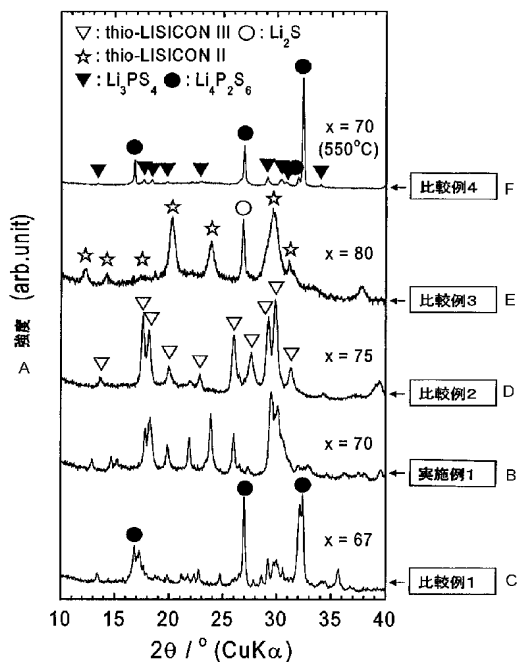 ▽ : thio-LISICON III ○ : Li2S
☆ : thio-LISICON II
▼ : Li3PS4 ● : Li4P2S6
x = 70
(550°C)
比較例4
F
x = 80
比較例3
E
x = 75
比較例2
D
x = 70
実施例1
B
x = 67
比較例1
C
強度 (arb.unit)
A
10 15 20 25 30 35 40
2θ / ° (CuKα)